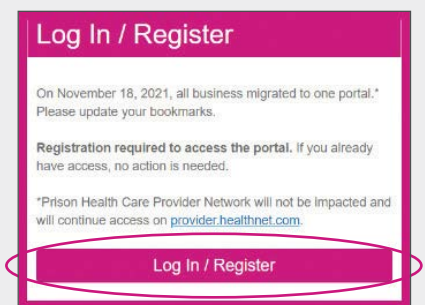 Log In / Register
On November 18, 2021, all business migrated to one portal.*
Please update your bookmarks.
Registration required to access the portal. If you already
have access, no action is needed.
*Prison Health Care Provider Network will not be impacted and
will continue access on provider.healthnet.com.
Log In / Register